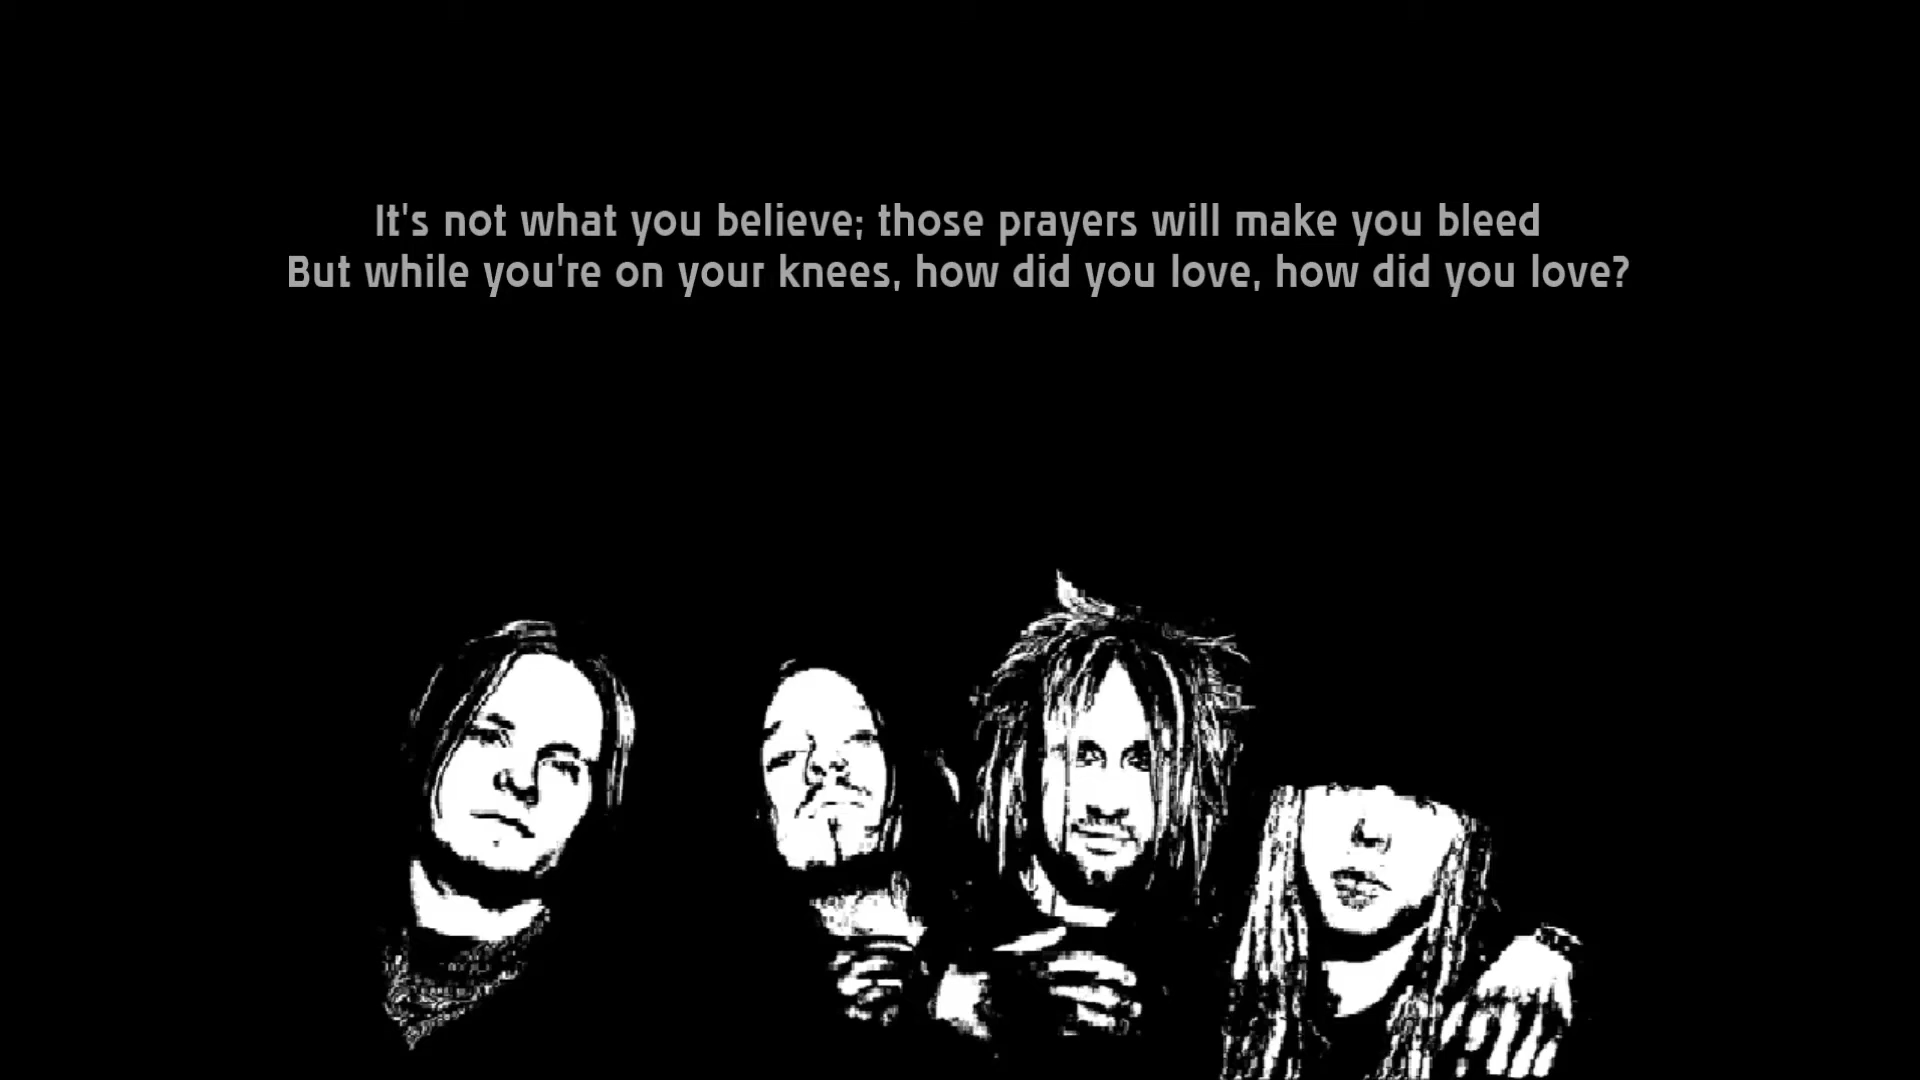 It's not what you believe; those prayers will make you bleed
But while you're on your knees, how did you love, how did you love?